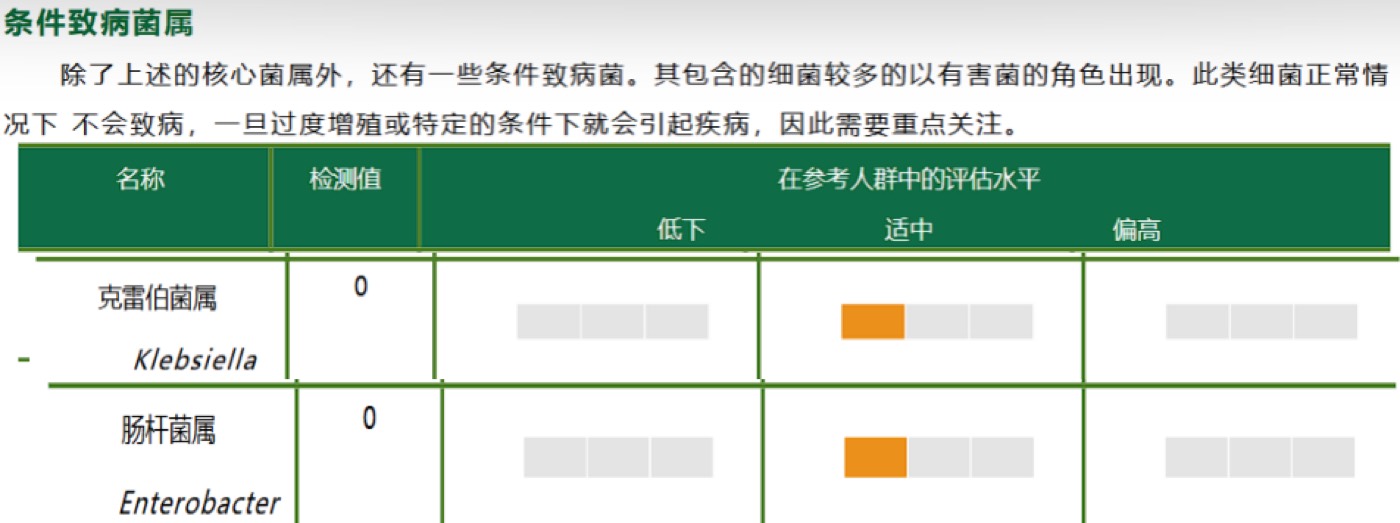 条件致病菌属
除了上述的核心菌属外，还有一些条件致病菌。其包含的细菌较多的以有害菌的角色出现。此类细菌正常情
况下 不会致病，一旦过度增殖或特定的条件下就会引起疾病，因此需要重点关注。
名称 检测值 在参考人群中的评估水平
低下 适中 偏高
克雷伯菌属 0
Klebsiella
肠杆菌属 0
Enterobacter